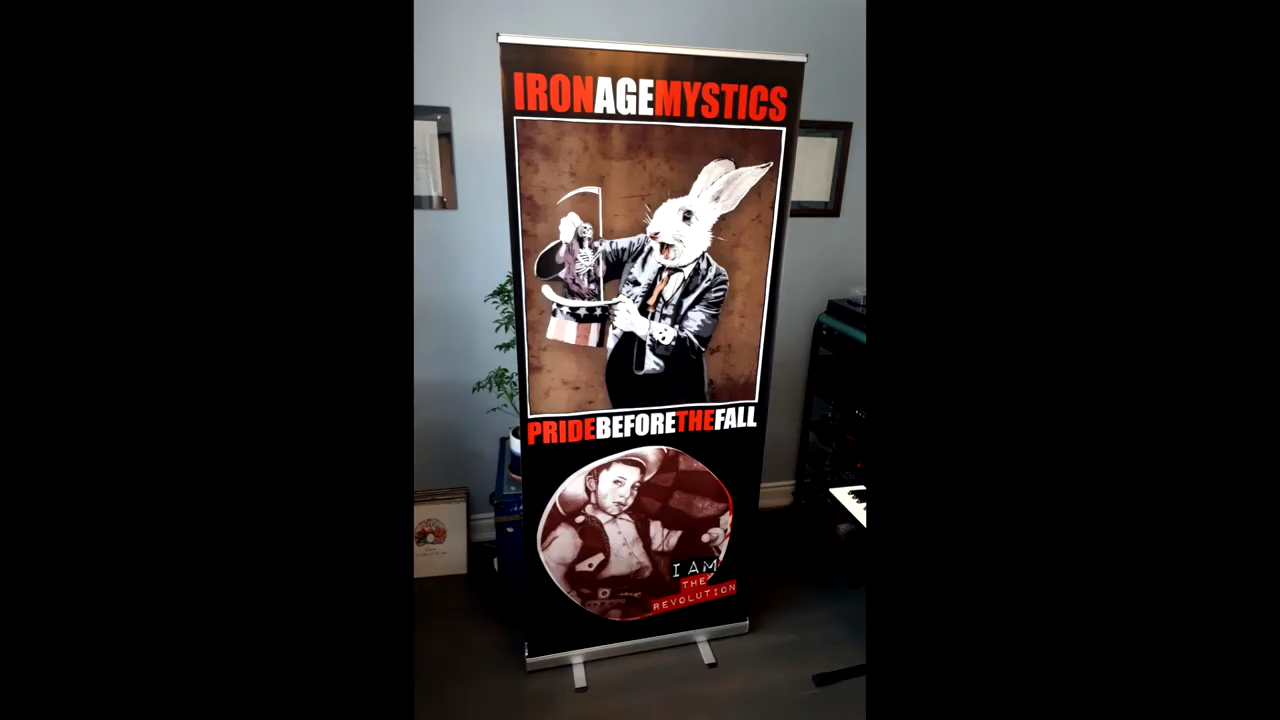 IRONAGEMYSTICS
PRIDEBEFORETHEFALL
I AM
THE
REVOLUTION